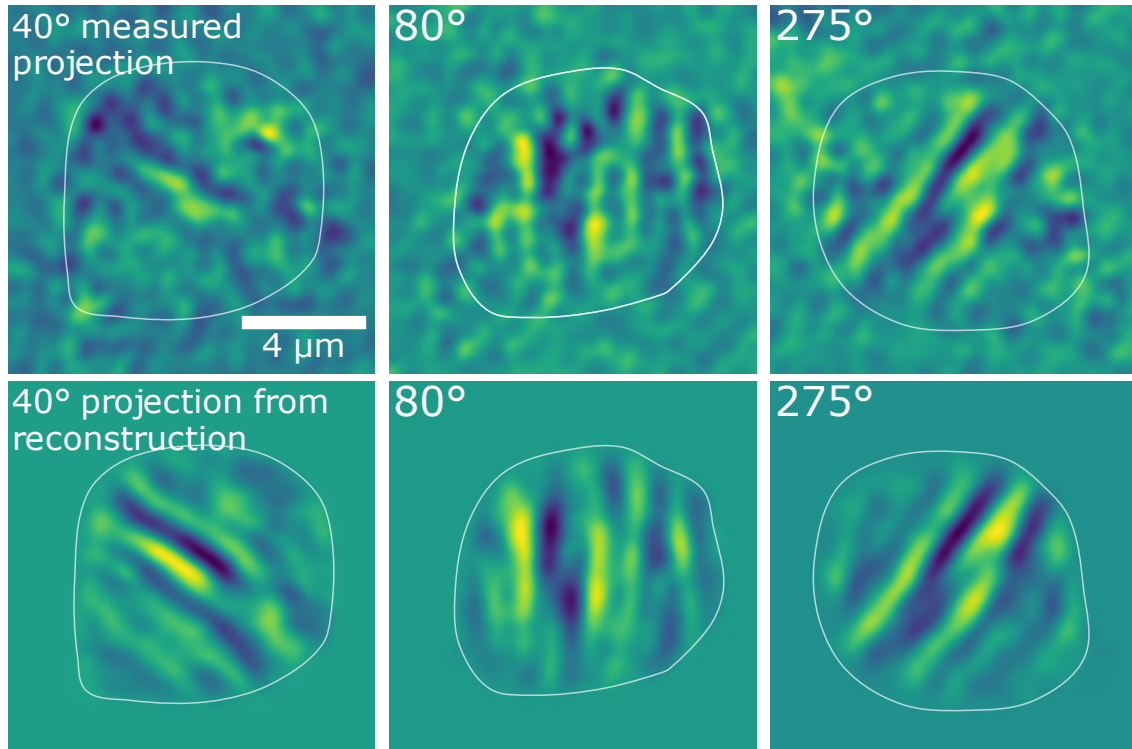 40° measured
projection
80°
275°
4 μm
40° projection from
reconstruction
80°
275°